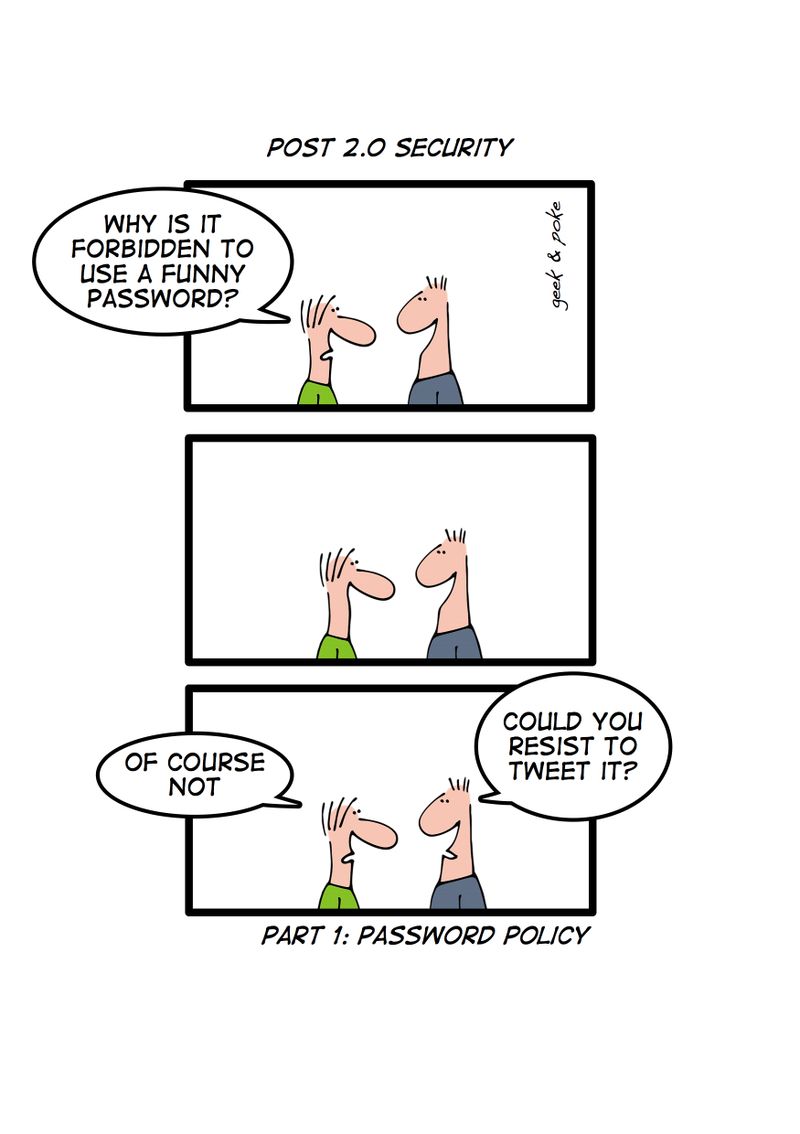 POST 2.0 SECURITY
WHY IS IT
FORBIDDEN TO
USE A FUNNY
PASSWORD?
geek & poke
COULD YOU
RESIST TO
TWEET IT?
OF COURSE
NOT
PART 1: PASSWORD POLICY